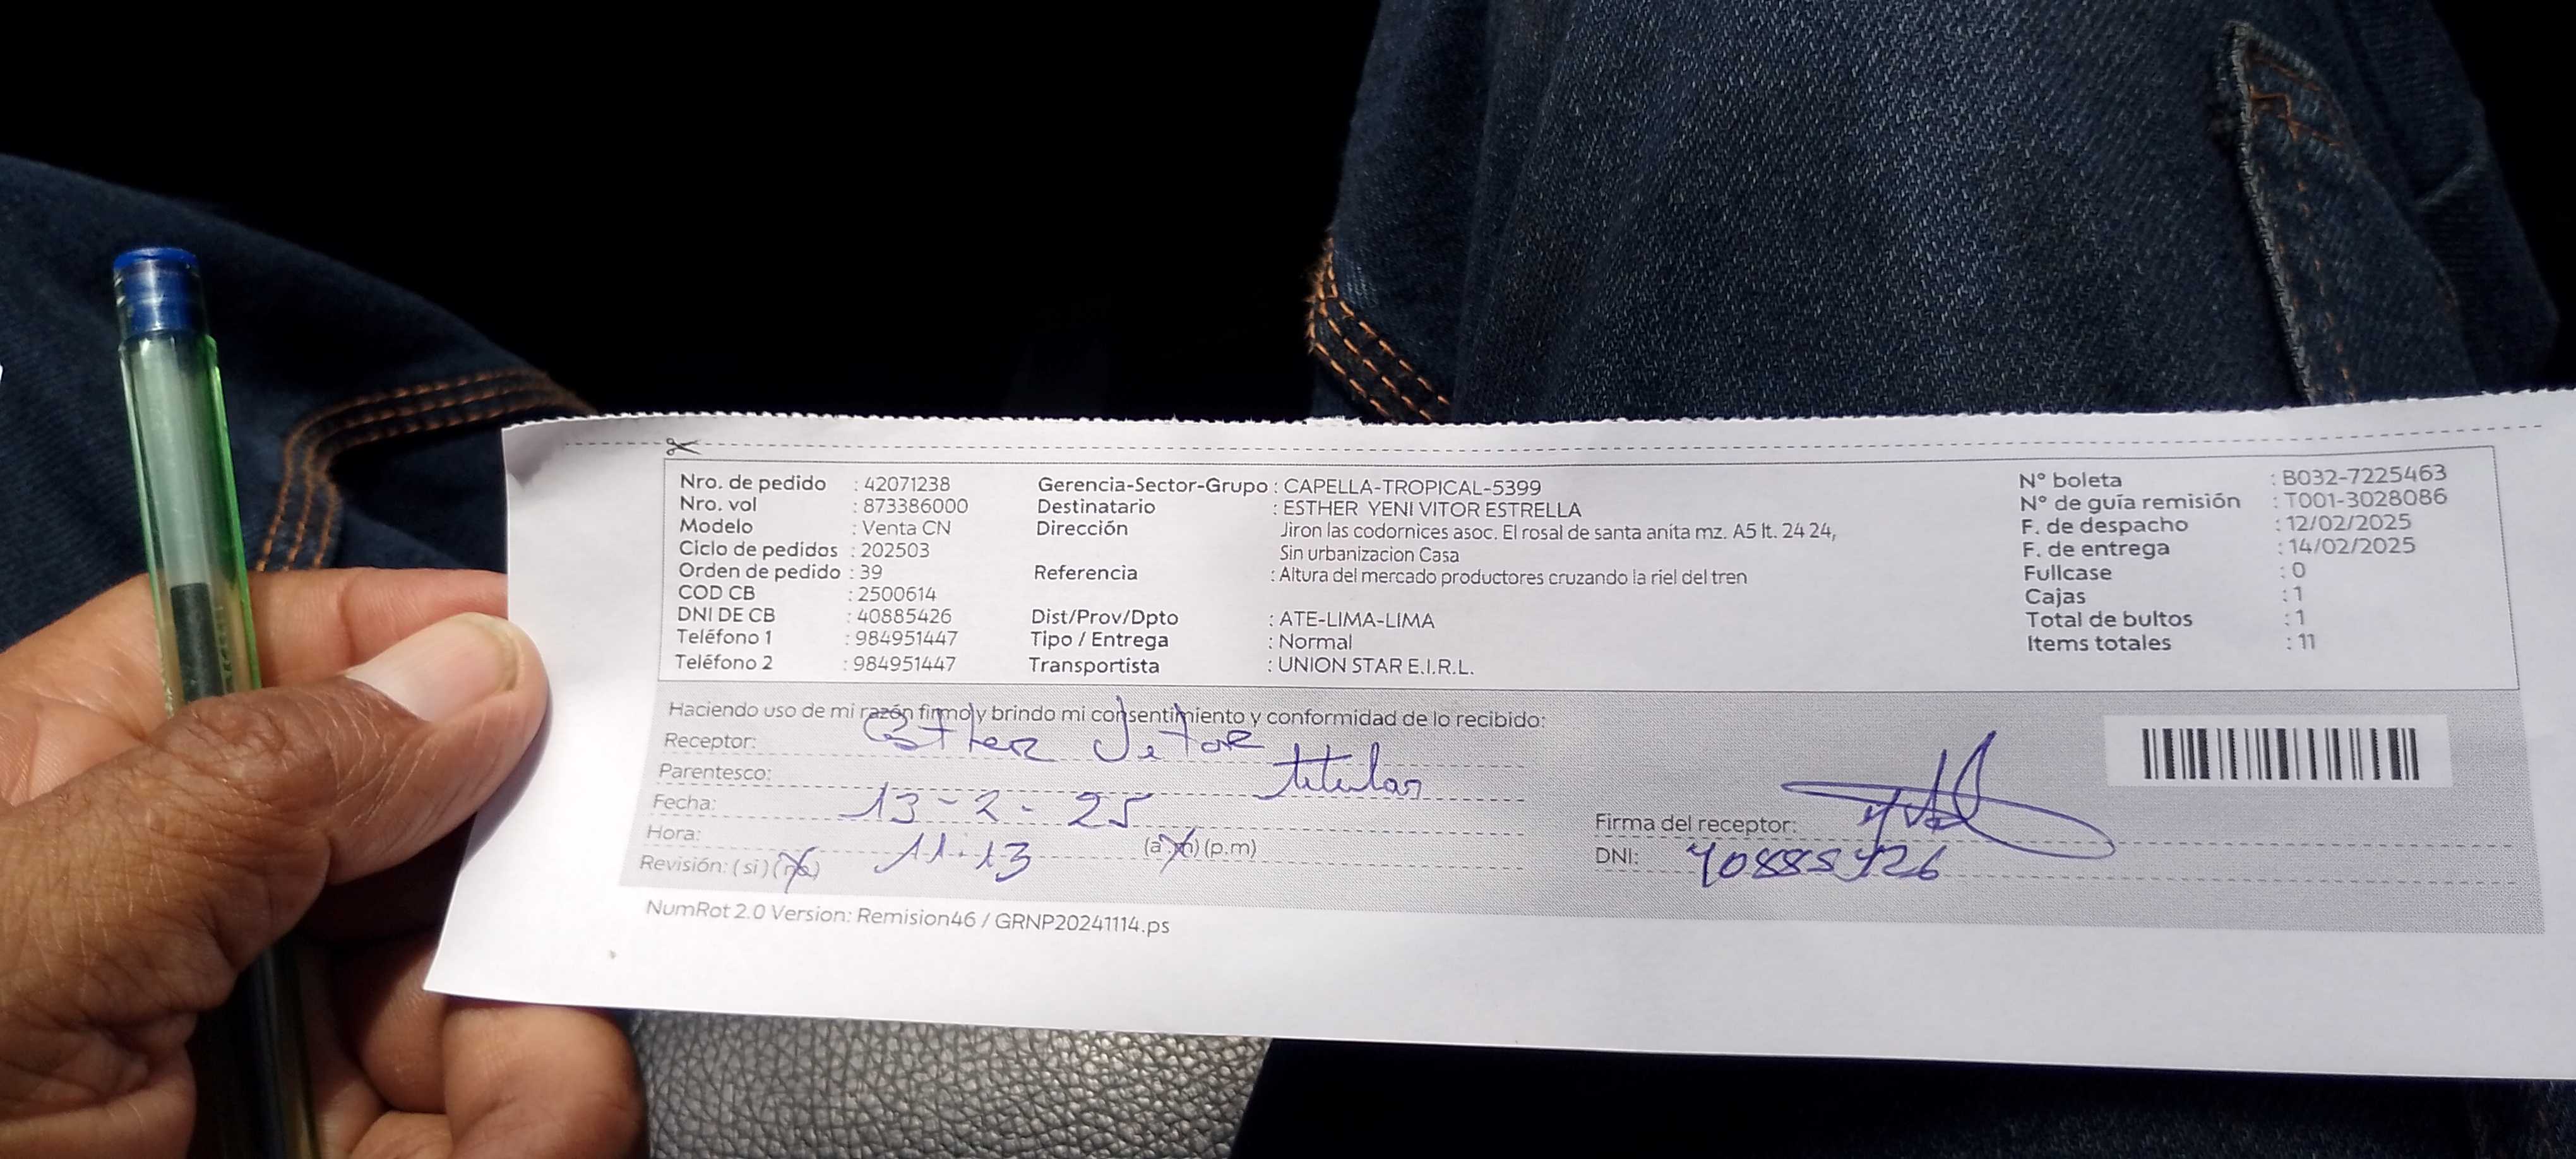 Nro. de pedido : 42071238 Gerencia-Sector-Grupo : CAPELLA-TROPICAL-5399 Nº boleta : B032-7225463
Nro. vol : 873386000 Destinatario : ESTHER YENI VITOR ESTRELLA Nº de guía remisión : T001-3028086
Modelo : Venta CN Dirección Jiron las codornices asoc. El rosal de santa anita mz. A5 lt. 24 24, F. de despacho : 12/02/2025
Ciclo de pedidos : 202503 Sin urbanizacion Casa F. de entrega : 14/02/2025
Orden de pedido : 39 Referencia : Altura del mercado productores cruzando la riel del tren Fullcase : 0
COD CB : 2500614 Cajas : 1
DNI DE CB : 40885426 Dist/Prov/Dpto : ATE-LIMA-LIMA Total de bultos : 1
Teléfono 1 : 984951447 Tipo / Entrega : Normal Items totales : 11
Teléfono 2 : 984951447 Transportista : UNION STAR E.I.R.L.
Haciendo uso de mi razón firmo y brindo mi consentimiento y conformidad de lo recibido:
Receptor: Esther Vitor
Parentesco: titular
Fecha: 13-2-25
Hora: 11.13 (a.m) (p.m) Firma del receptor:
Revisión: (si) (no) DNI: 40885426
NumRot 2.0 Version: Remision46 / GRNP20241114.ps